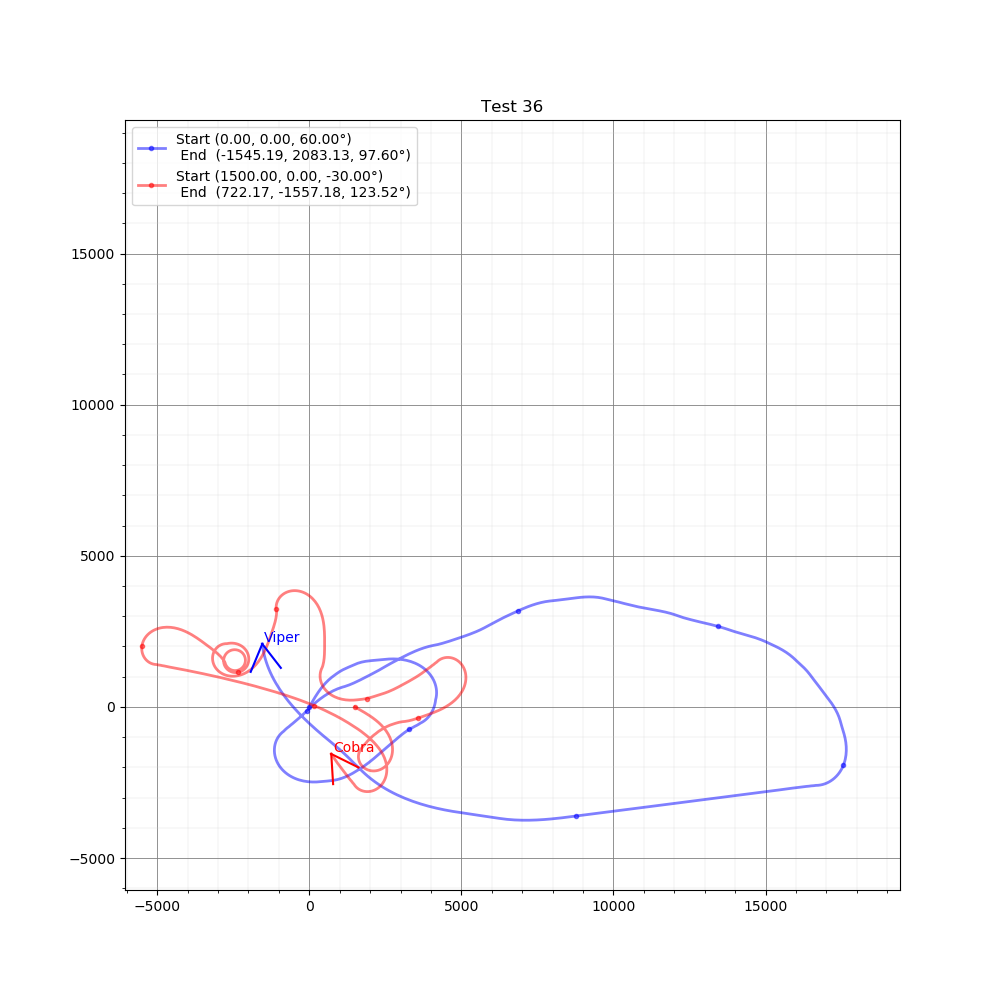 Test 36
Start (0.00, 0.00, 60.00°)
End  (-1545.19, 2083.13, 97.60°)
Start (1500.00, 0.00, -30.00°)
End  (722.17, -1557.18, 123.52°)
15000
10000
5000
Viper
0
Cobra
−5000
−5000 0 5000 10000 15000